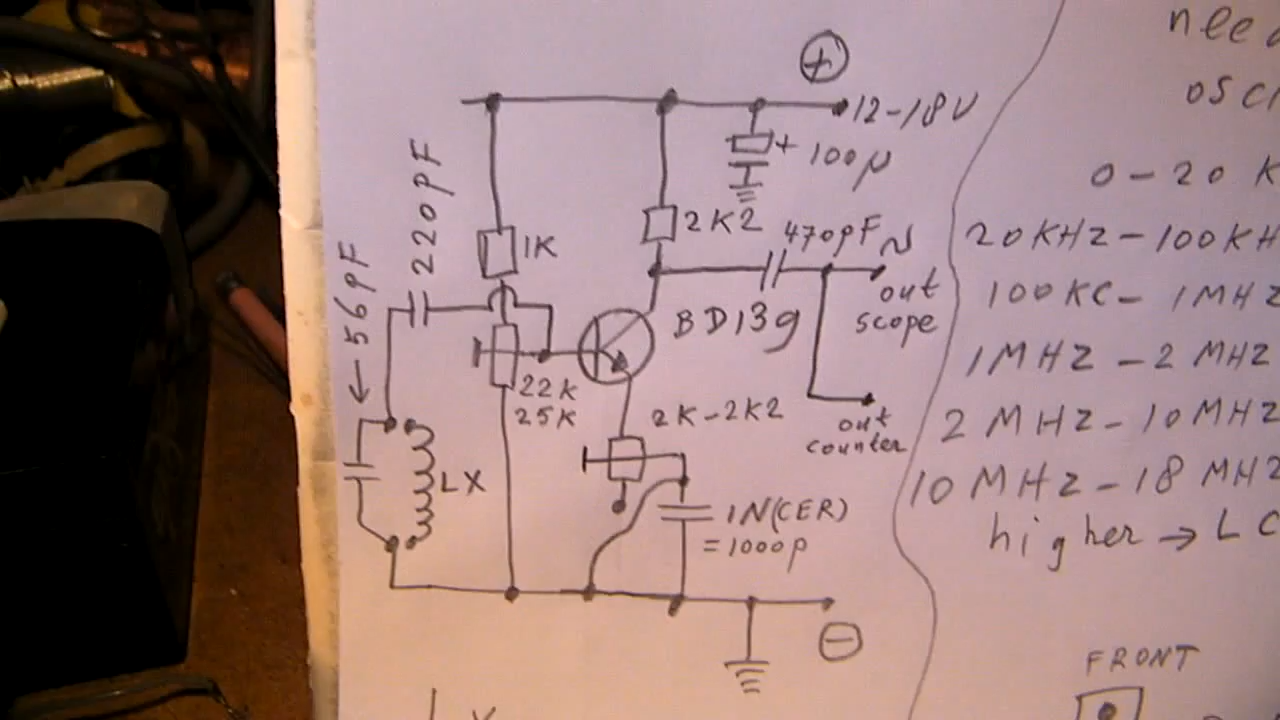 +
12-18V
+ 100µ
220pF
56pF
1K
2K2
470pF
out
scope
BD139
22K
25K
2K-2K2
out
counter
LX
1N(CER)
=1000p
-
0-20 K
20KHZ-100KH
100KC- 1MHZ
1MHZ-2 MHZ
2 MHZ-10MHZ
10 MHZ-18 MHZ
higher → LC
FRONT